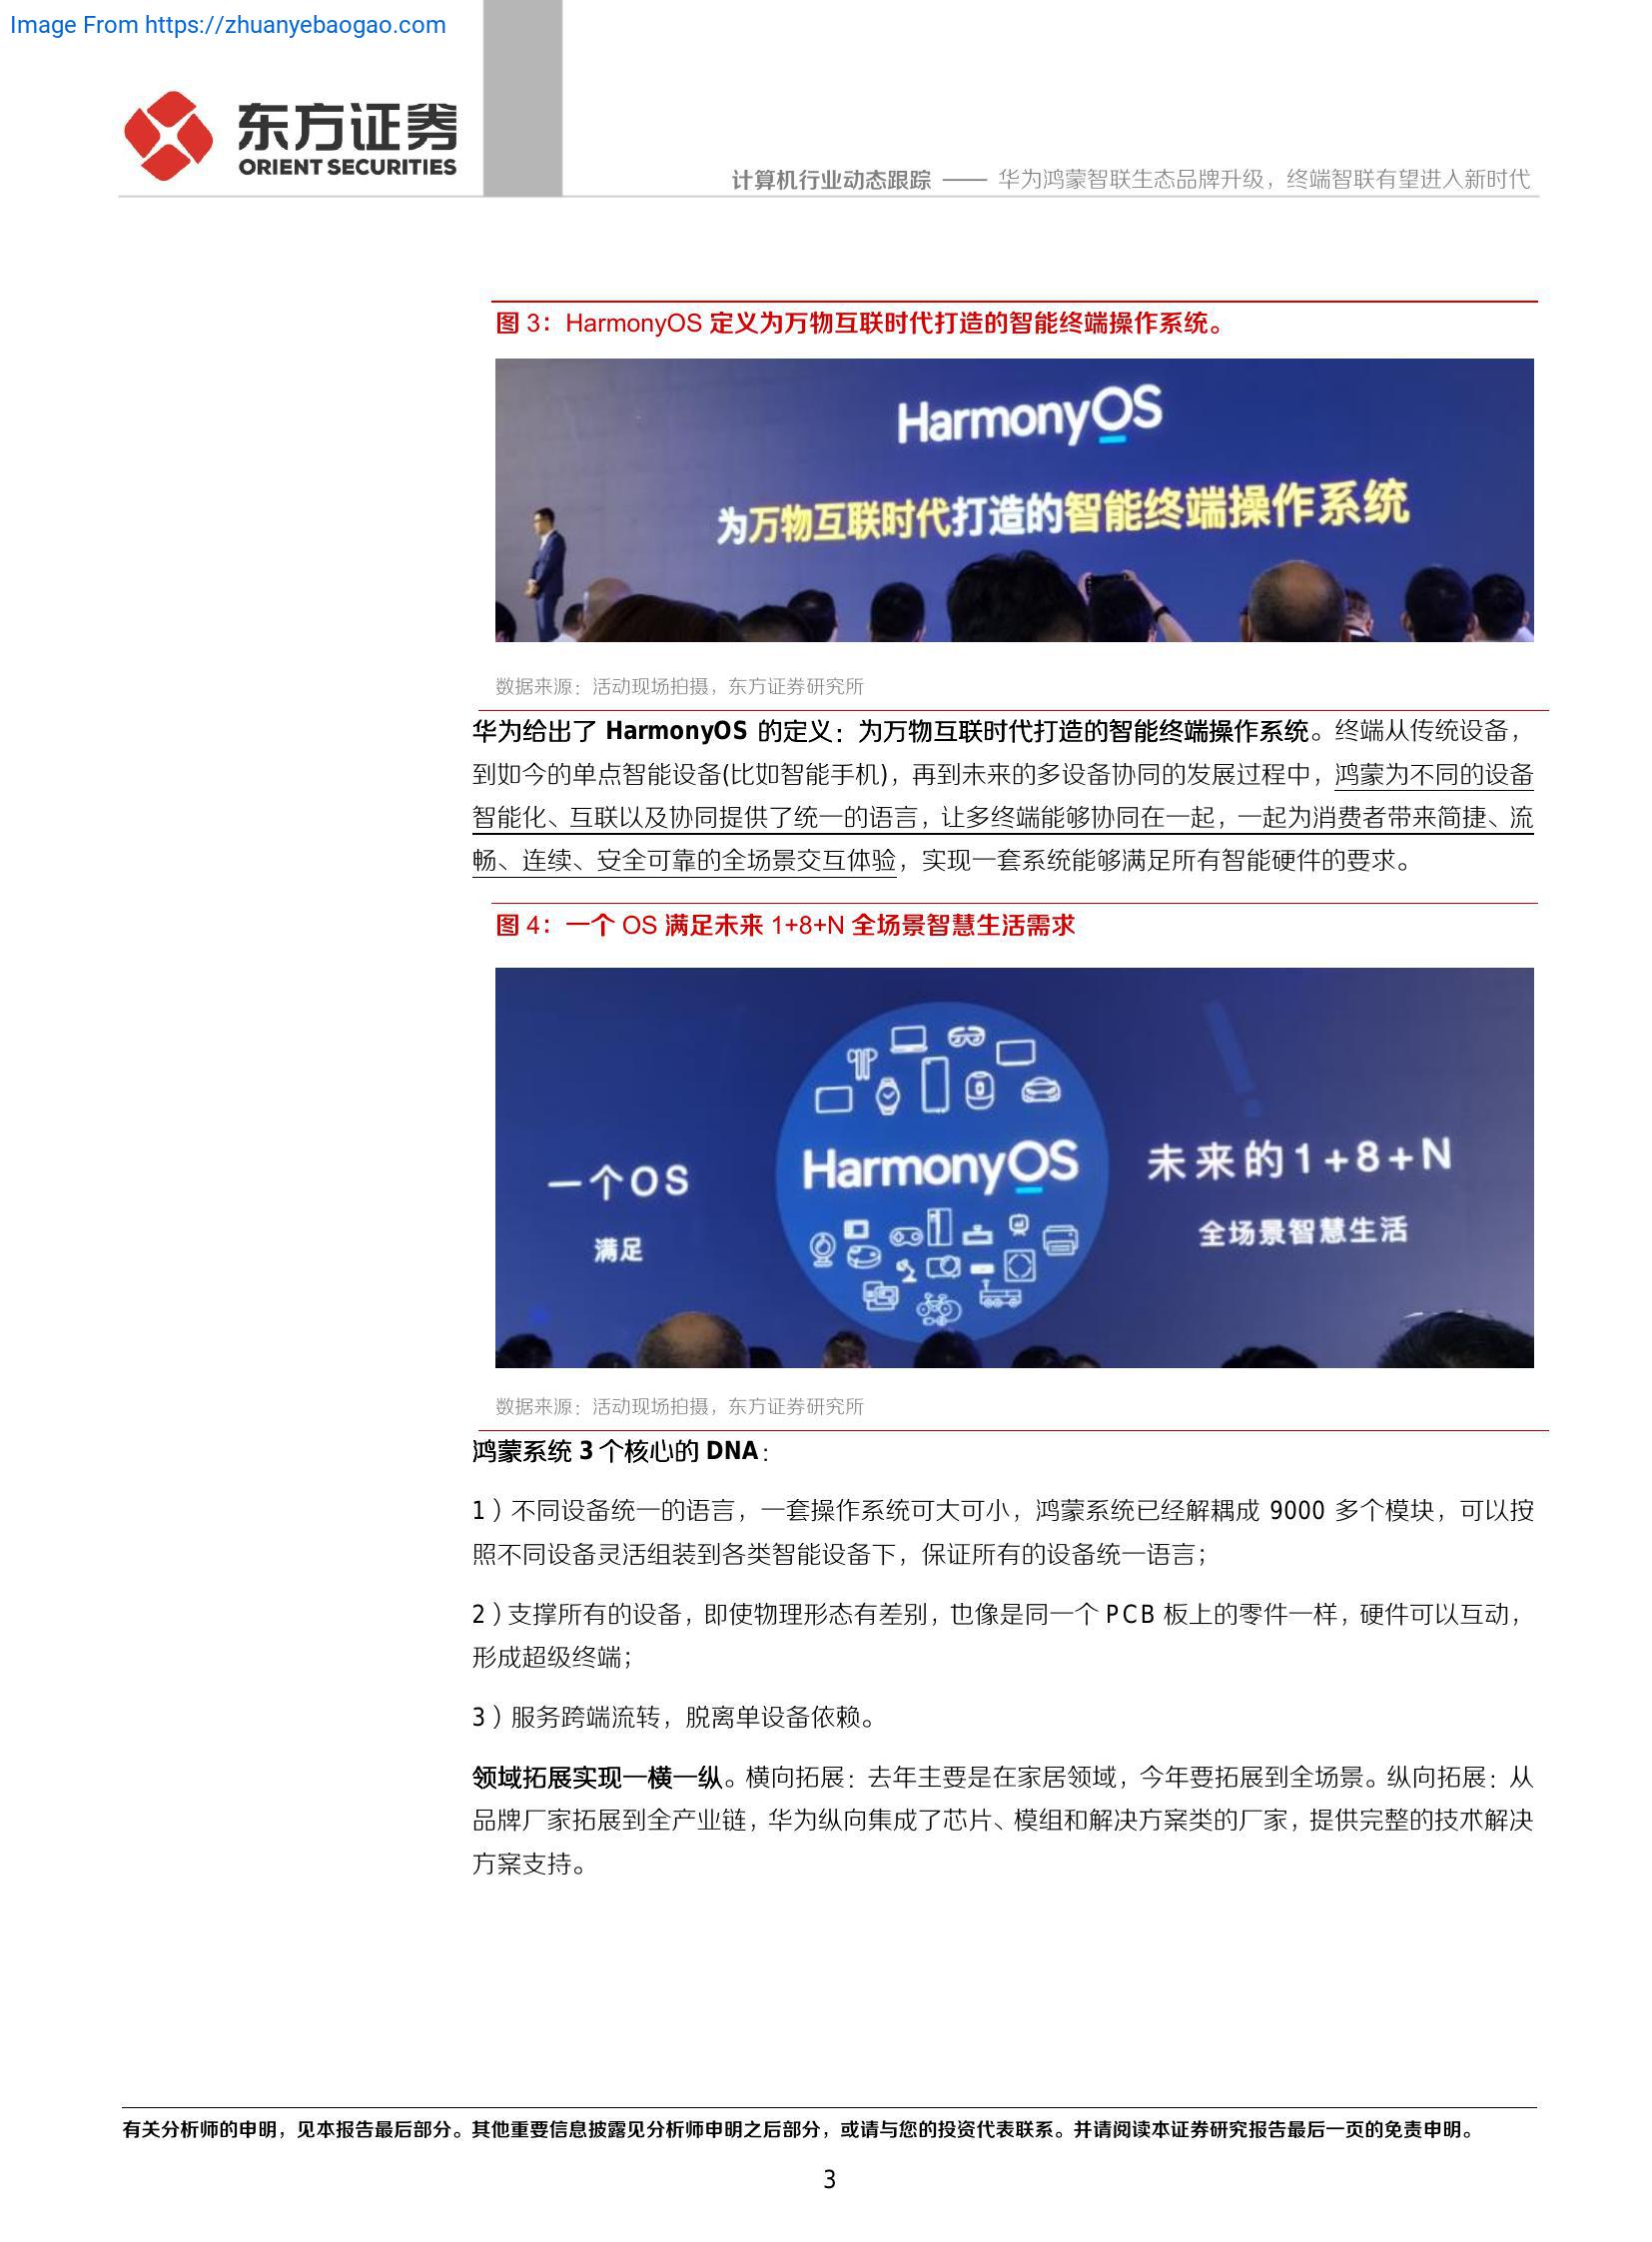 Image From https://zhuanyebaogao.com
东方证券
ORIENT SECURITIES
计算机行业动态跟踪 —— 华为鸿蒙智联生态品牌升级，终端智联有望进入新时代
图 3：HarmonyOS 定义为万物互联时代打造的智能终端操作系统。
HarmonyOS
为万物互联时代打造的智能终端操作系统
数据来源：活动现场拍摄，东方证券研究所
华为给出了 HarmonyOS 的定义：为万物互联时代打造的智能终端操作系统。终端从传统设备，
到如今的单点智能设备(比如智能手机)，再到未来的多设备协同的发展过程中，鸿蒙为不同的设备
智能化、互联以及协同提供了统一的语言，让多终端能够协同在一起，一起为消费者带来简捷、流
畅、连续、安全可靠的全场景交互体验，实现一套系统能够满足所有智能硬件的要求。
图 4：一个 OS 满足未来 1+8+N 全场景智慧生活需求
一个OS
满足
HarmonyOS
未来的1+8+N
全场景智慧生活
数据来源：活动现场拍摄，东方证券研究所
鸿蒙系统 3 个核心的 DNA：
1）不同设备统一的语言，一套操作系统可大可小，鸿蒙系统已经解耦成 9000 多个模块，可以按
照不同设备灵活组装到各类智能设备下，保证所有的设备统一语言；
2）支撑所有的设备，即使物理形态有差别，也像是同一个 PCB 板上的零件一样，硬件可以互动，
形成超级终端；
3）服务跨端流转，脱离单设备依赖。
领域拓展实现一横一纵。横向拓展：去年主要是在家居领域，今年要拓展到全场景。纵向拓展：从
品牌厂家拓展到全产业链，华为纵向集成了芯片、模组和解决方案类的厂家，提供完整的技术解决
方案支持。
有关分析师的申明，见本报告最后部分。其他重要信息披露见分析师申明之后部分，或请与您的投资代表联系。并请阅读本证券研究报告最后一页的免责申明。
3